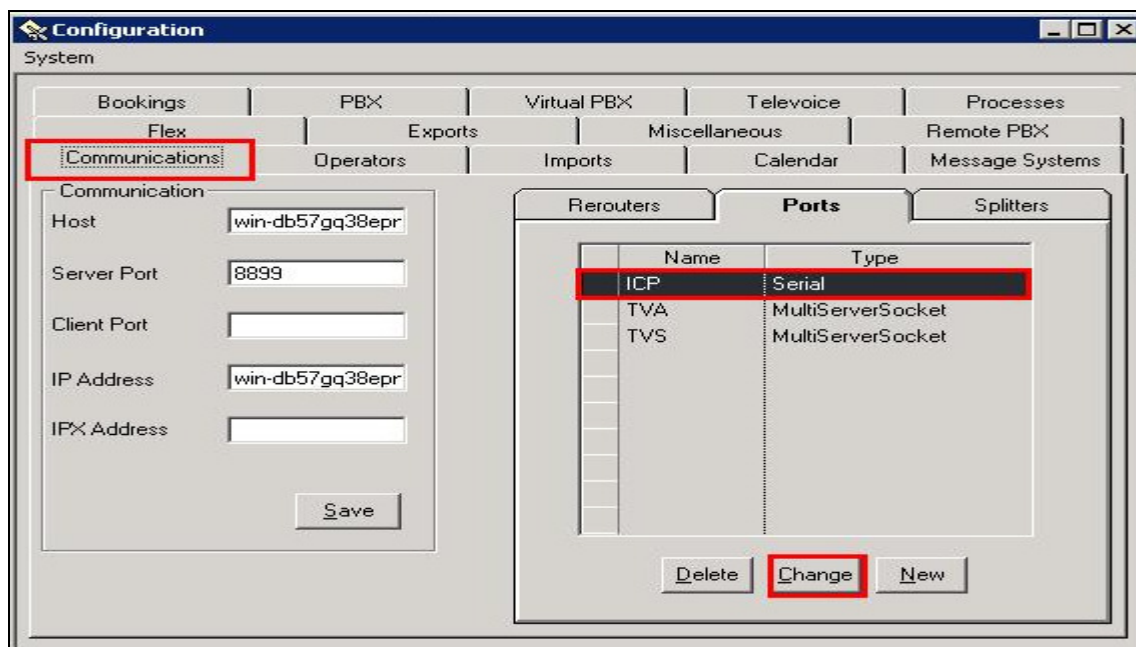 Configuration
System
Bookings PBX Virtual PBX Televoice Processes
Flex Exports Miscellaneous Remote PBX
Communications Operators Imports Calendar Message Systems
Communication
Host win-db57gq38epr
Server Port 8899
Client Port
IP Address win-db57gq38epr
IPX Address
Save
Rerouters Ports Splitters
Name Type
ICP Serial
TVA MultiServerSocket
TVS MultiServerSocket
Delete Change New